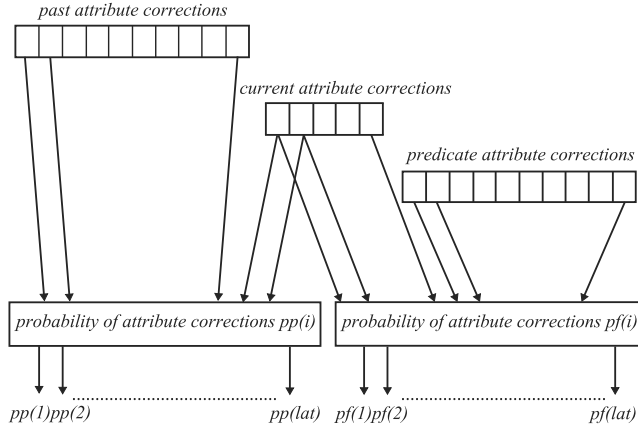 past attribute corrections
current attribute corrections
predicate attribute corrections
probability of attribute corrections pp(i)
probability of attribute corrections pf(i)
pp(1)pp(2) pp(lat)
pf(1)pf(2) pf(lat)